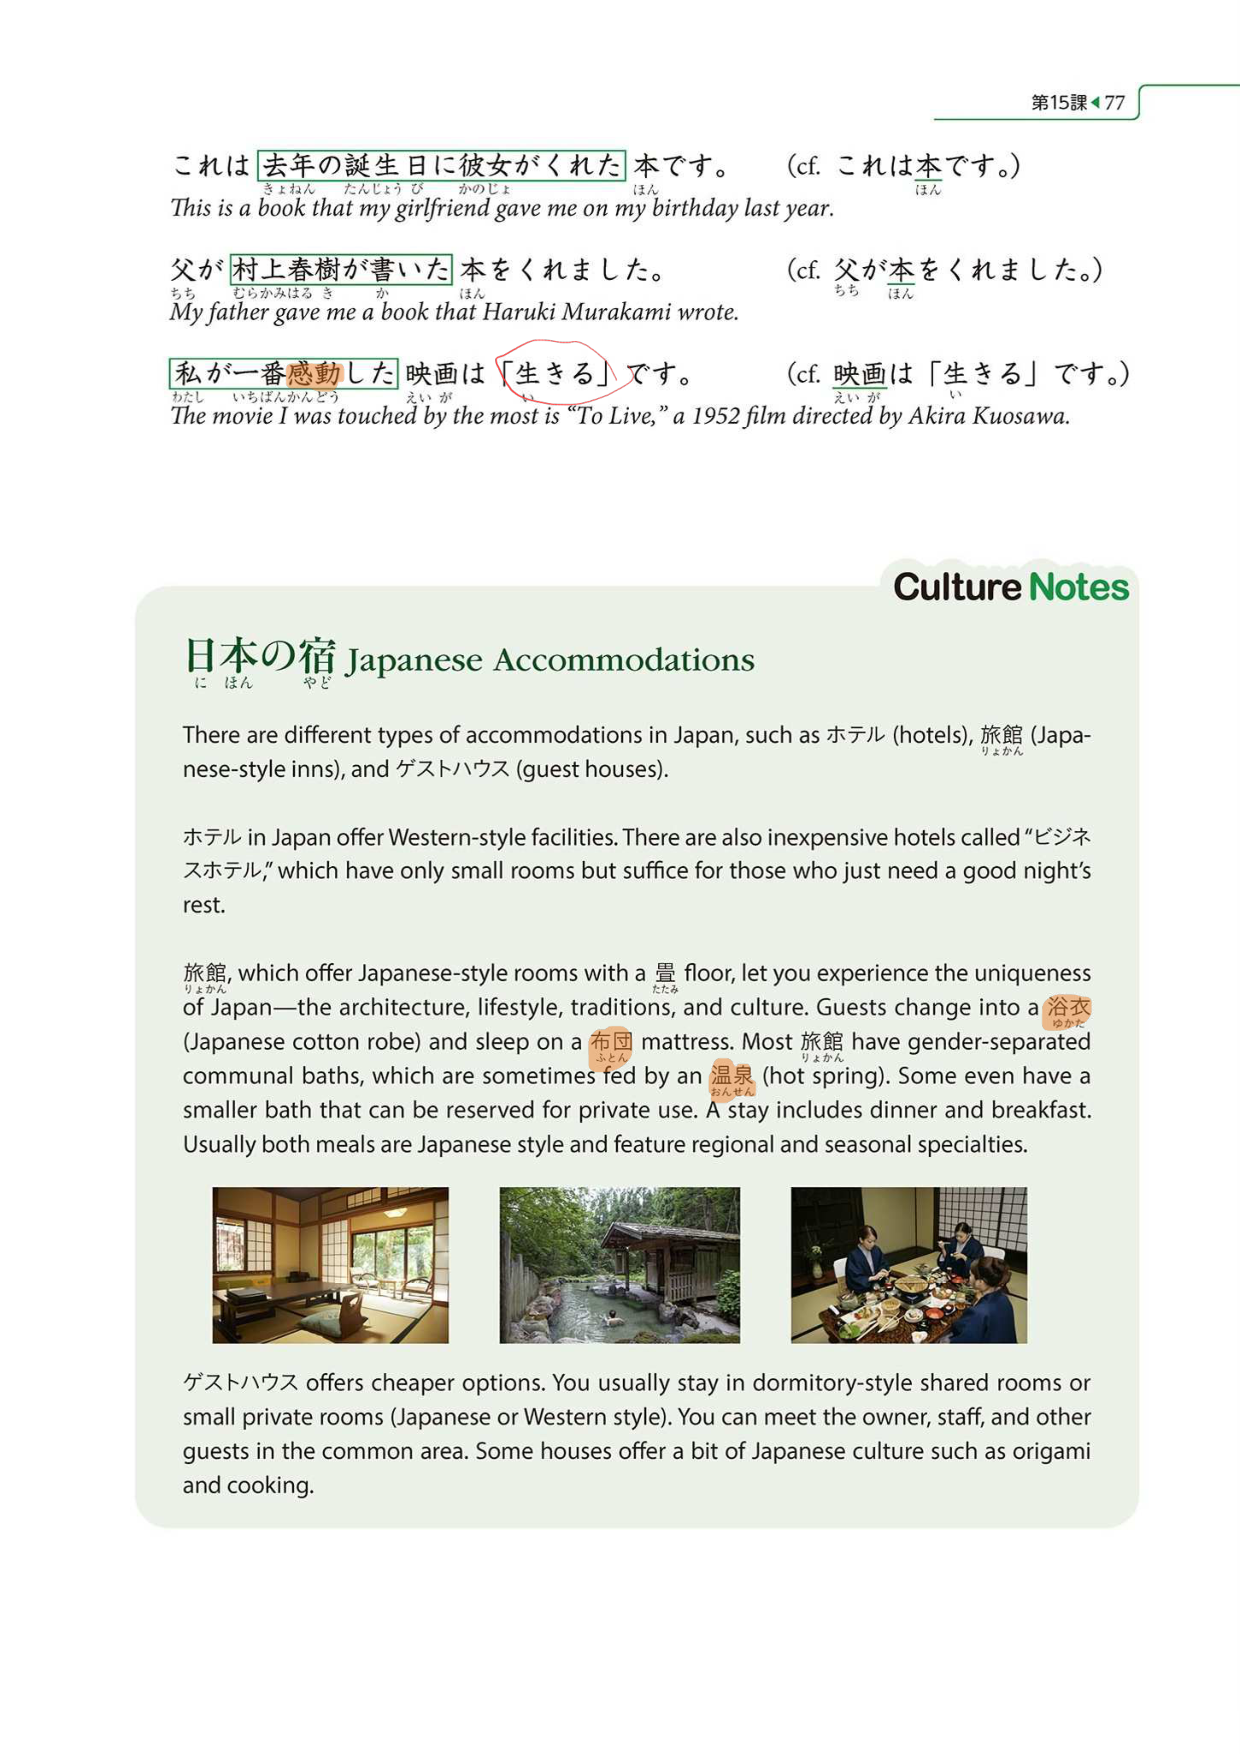 第15課◀77
これは 去年の誕生日に彼女がくれた 本です。 (cf. これは本です。)
きょねん たんじょう び かのじょ ほん ほん
This is a book that my girlfriend gave me on my birthday last year.
父が 村上春樹が書いた 本をくれました。 (cf. 父が本をくれました。)
ちち むらかみはる き か ほん ちち ほん
My father gave me a book that Haruki Murakami wrote.
私が一番感動した 映画は「生きる」です。 (cf. 映画は「生きる」です。)
わたし いちばんかんどう えい が い えい が い
The movie I was touched by the most is “To Live,” a 1952 film directed by Akira Kuosawa.
Culture Notes
日本の宿 Japanese Accommodations
に ほん やど
There are different types of accommodations in Japan, such as ホテル (hotels), 旅館 (Japa-
りょかん
nese-style inns), and ゲストハウス (guest houses).
ホテル in Japan offer Western-style facilities. There are also inexpensive hotels called “ビジネ
スホテル,” which have only small rooms but suffice for those who just need a good night’s
rest.
旅館, which offer Japanese-style rooms with a 畳 floor, let you experience the uniqueness
りょかん たたみ
of Japan—the architecture, lifestyle, traditions, and culture. Guests change into a 浴衣
ゆかた
(Japanese cotton robe) and sleep on a 布団 mattress. Most 旅館 have gender-separated
ふとん りょかん
communal baths, which are sometimes fed by an 温泉 (hot spring). Some even have a
おんせん
smaller bath that can be reserved for private use. A stay includes dinner and breakfast.
Usually both meals are Japanese style and feature regional and seasonal specialties.
ゲストハウス offers cheaper options. You usually stay in dormitory-style shared rooms or
small private rooms (Japanese or Western style). You can meet the owner, staff, and other
guests in the common area. Some houses offer a bit of Japanese culture such as origami
and cooking.